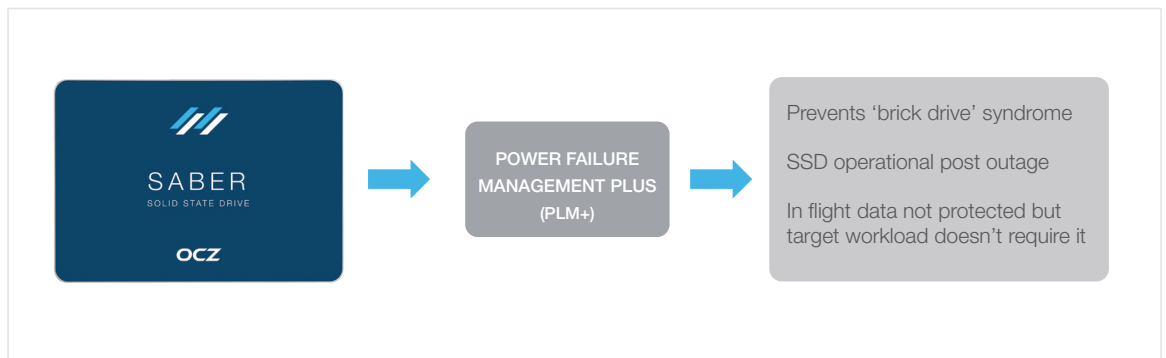 SABER
SOLID STATE DRIVE
OCZ
POWER FAILURE
MANAGEMENT PLUS
(PLM+)
Prevents ‘brick drive’ syndrome
SSD operational post outage
In flight data not protected but
target workload doesn’t require it